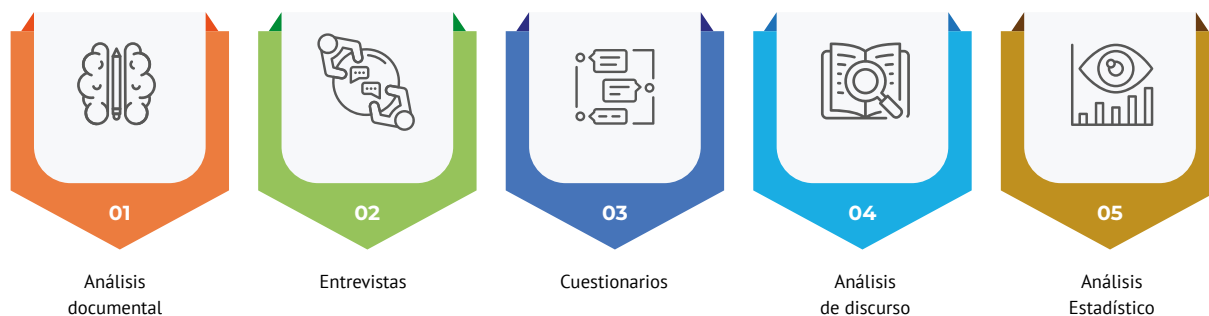 01
Análisis
documental
02
Entrevistas
03
Cuestionarios
04
Análisis
de discurso
05
Análisis
Estadístico